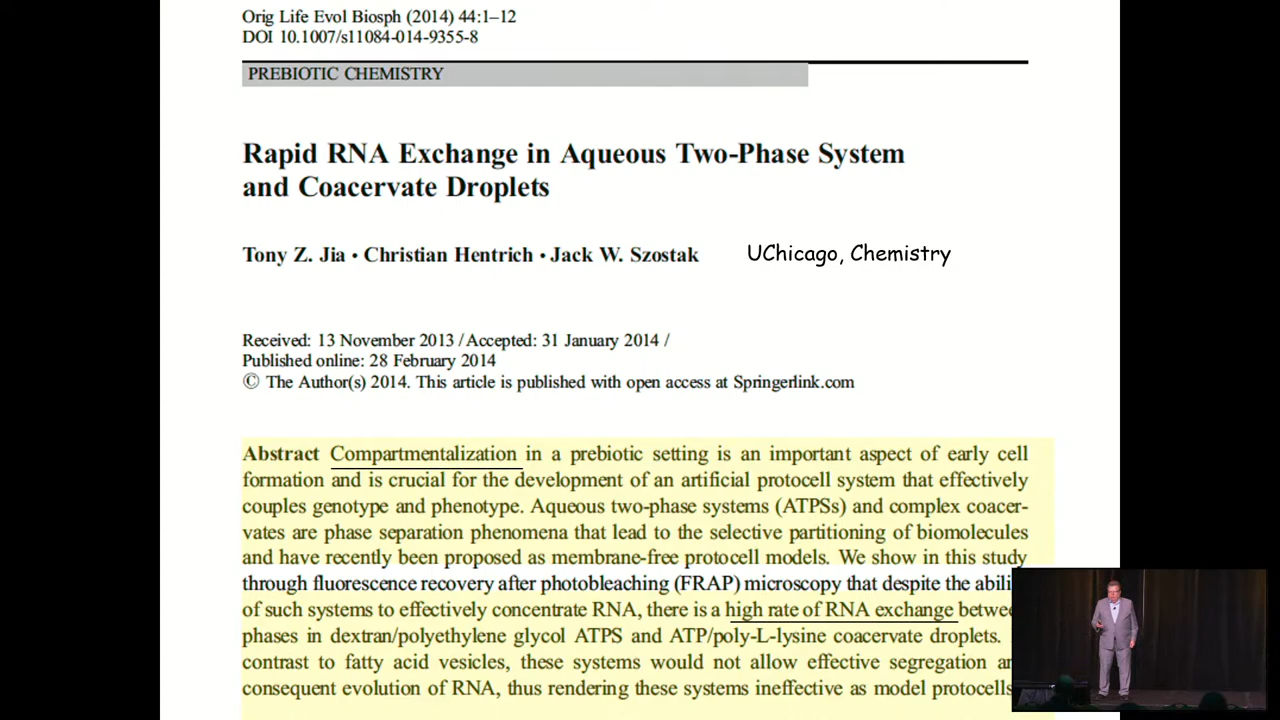 Orig Life Evol Biosph (2014) 44:1–12
DOI 10.1007/s11084-014-9355-8
PREBIOTIC CHEMISTRY
Rapid RNA Exchange in Aqueous Two-Phase System
and Coacervate Droplets
Tony Z. Jia • Christian Hentrich • Jack W. Szostak UChicago, Chemistry
Received: 13 November 2013 / Accepted: 31 January 2014 /
Published online: 28 February 2014
© The Author(s) 2014. This article is published with open access at Springerlink.com
Abstract Compartmentalization in a prebiotic setting is an important aspect of early cell
formation and is crucial for the development of an artificial protocell system that effectively
couples genotype and phenotype. Aqueous two-phase systems (ATPSs) and complex coacer-
vates are phase separation phenomena that lead to the selective partitioning of biomolecules
and have recently been proposed as membrane-free protocell models. We show in this study
through fluorescence recovery after photobleaching (FRAP) microscopy that despite the
of such systems to effectively concentrate RNA, there is a high rate of RNA exchange
phases in dextran/polyethylene glycol ATPS and ATP/poly-L-lysine coacervate droplets.
contrast to fatty acid vesicles, these systems would not allow effective segregation
consequent evolution of RNA, thus rendering these systems ineffective as model protocells